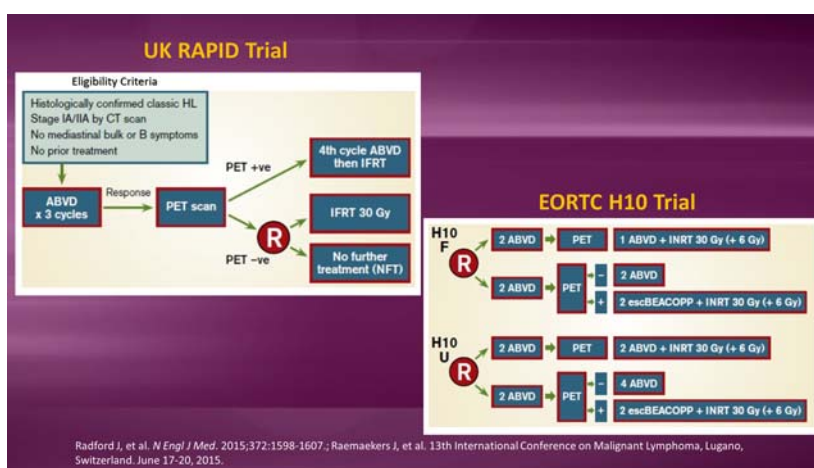 UK RAPID Trial
Eligibility Criteria
Histologically confirmed classic HL
Stage IA/IIA by CT scan
No mediastinal bulk or B symptoms
No prior treatment
ABVD
x 3 cycles
Response
PET scan
PET +ve
4th cycle ABVD
then IFRT
R
IFRT 30 Gy
PET –ve
No further
treatment (NFT)
EORTC H10 Trial
H10
F
R
2 ABVD
PET
1 ABVD + INRT 30 Gy (+ 6 Gy)
2 ABVD
PET
–
2 ABVD
+
2 escBEACOPP + INRT 30 Gy (+ 6 Gy)
H10
U
R
2 ABVD
PET
2 ABVD + INRT 30 Gy (+ 6 Gy)
2 ABVD
PET
–
4 ABVD
+
2 escBEACOPP + INRT 30 Gy (+ 6 Gy)
Radford J, et al. N Engl J Med. 2015;372:1598-1607.; Raemaekers J, et al. 13th International Conference on Malignant Lymphoma, Lugano,
Switzerland. June 17-20, 2015.